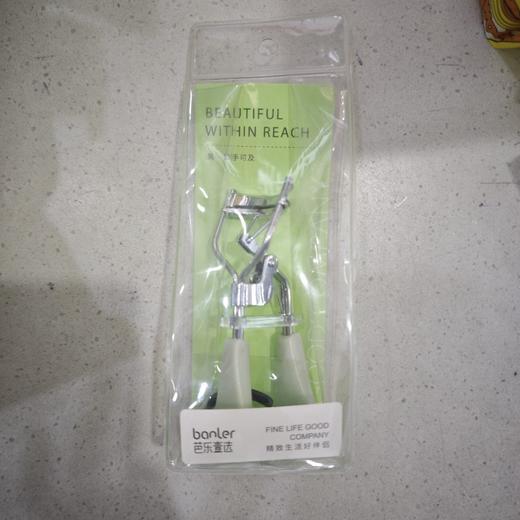 BEAUTIFUL
WITHIN REACH
美 手可及
banler
芭乐壹选
FINE LIFE GOOD
COMPANY
精致生活好伴侣